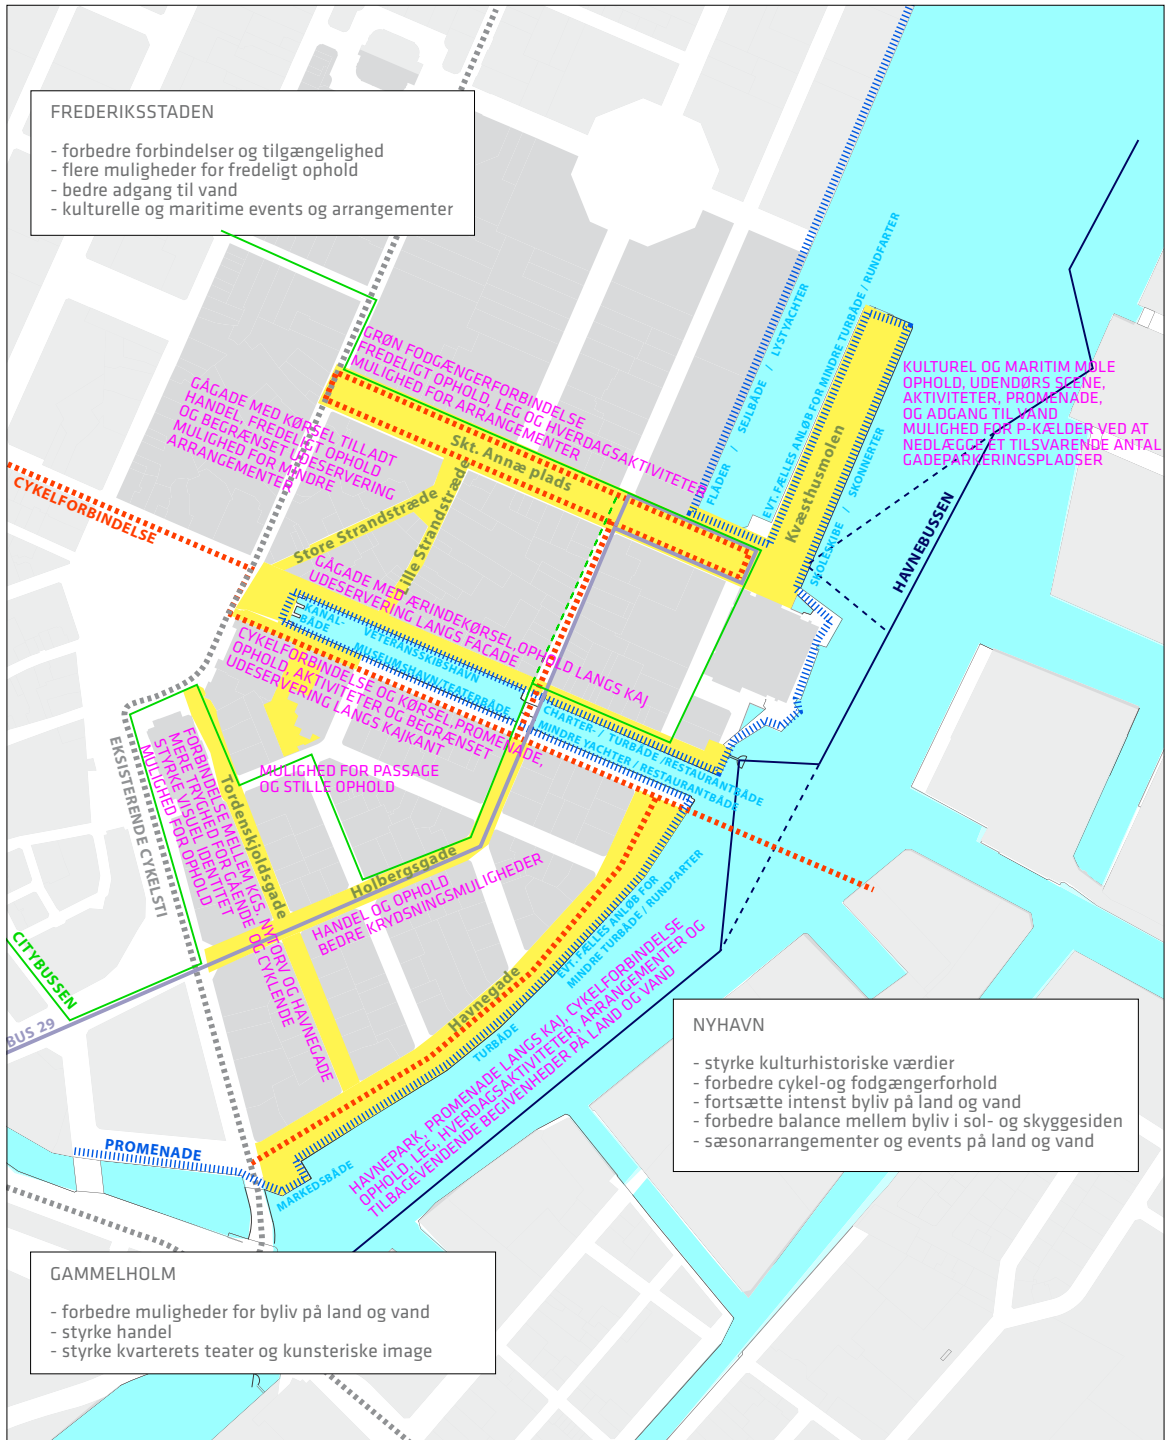 FREDERIKSSTADEN
- forbedre forbindelser og tilgængelighed
- flere muligheder for fredeligt ophold
- bedre adgang til vand
- kulturelle og maritime events og arrangementer
GRØN FODGÆNGERFORBINDELSE
FREDELIGT OPHOLD, LEG OG HVERDAGSAKTIVITETER
MULIGHED FOR ARRANGEMENTER
GÅGADE MED KØRSEL TILLADT
HANDEL, FREDELIGT OPHOLD
OG BEGRÆNSET UDESERVERING
MULIGHED FOR MINDRE
ARRANGEMENTER
FLÅDER / SEJLBÅDE / LYSTYACHTER
EVT. FÆLLES ANLØB FOR MINDRE TURBÅDE / RUNDFARTER
Kvæsthusmolen
SKOLESKIBE / SKONNERTER
KULTUREL OG MARITIM MOLE
OPHOLD, UDENDØRS SCENE,
AKTIVITETER, PROMENADE,
OG ADGANG TIL VAND
MULIGHED FOR P-KÆLDER VED AT
NEDLÆGGE ET TILSVARENDE ANTAL
GADEPARKERINGSPLADSER
HAVNEBUSSEN
CYKELFORBINDELSE
Skt. Annæ plads
Store Strandstræde
Lille Strandstræde
GÅGADE MED ÆRINDEKØRSEL, OPHOLD LANGS KAJ
UDESERVERING LANGS FACADE
KANAL-
BÅDE
VETERANSSKIBSHAVN
MUSEUMSHAVN/TEATERBÅDE
CYKELFORBINDELSE OG KØRSEL, PROMENADE,
OPHOLD, AKTIVITETER OG BEGRÆNSET
UDESERVERING LANGS KAJKANT
CHARTER- / TURBÅDE /RESTAURANTBÅDE
MINDRE YACHTER / RESTAURANTBÅDE
EKSISTERENDE CYKELSTI
FORBINDELSE MELLEM KGS. NYTORV OG HAVNEGADE
MERE TRYGHED FOR GÅENDE OG CYKLENDE
STYRKE VISUEL IDENTITET
MULIGHED FOR OPHOLD
Tordenskjoldsgade
MULIGHED FOR PASSAGE
OG STILLE OPHOLD
Holbergsgade
HANDEL OG OPHOLD
BEDRE KRYDSNINGSMULIGHEDER
CITYBUSSEN
BUS 29
Havnegade
EVT. FÆLLES ANLØB FOR
MINDRE TURBÅDE / RUNDFARTER
TURBÅDE
HAVNEPARK, PROMENADE LANGS KAJ, CYKELFORBINDELSE
OPHOLD, LEG, HVERDAGSAKTIVITETER, ARRANGEMENTER OG
TILBAGEVENDENDE BEGIVENHEDER PÅ LAND OG VAND
PROMENADE
MARKEDSBÅDE
NYHAVN
- styrke kulturhistoriske værdier
- forbedre cykel-og fodgængerforhold
- fortsætte intenst byliv på land og vand
- forbedre balance mellem byliv i sol- og skyggesiden
- sæsonarrangementer og events på land og vand
GAMMELHOLM
- forbedre muligheder for byliv på land og vand
- styrke handel
- styrke kvarterets teater og kunsteriske image